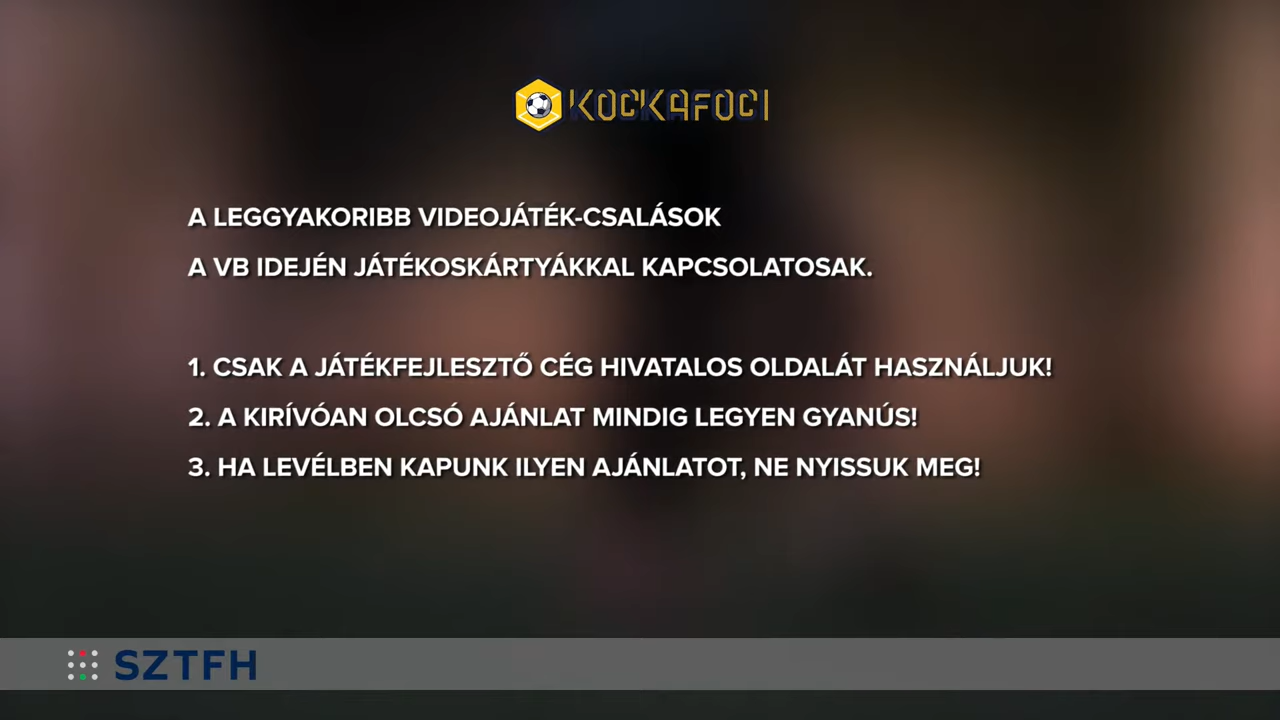 KOCKAFOCI
A LEGGYAKORIBB VIDEOJÁTÉK-CSALÁSOK
A VB IDEJÉN JÁTÉKOSKÁRTYÁKKAL KAPCSOLATOSAK.
1. CSAK A JÁTÉKFEJLESZTŐ CÉG HIVATALOS OLDALÁT HASZNÁLJUK!
2. A KIRÍVÓAN OLCSÓ AJÁNLAT MINDIG LEGYEN GYANÚS!
3. HA LEVÉLBEN KAPUNK ILYEN AJÁNLATOT, NE NYISSUK MEG!
SZTFH